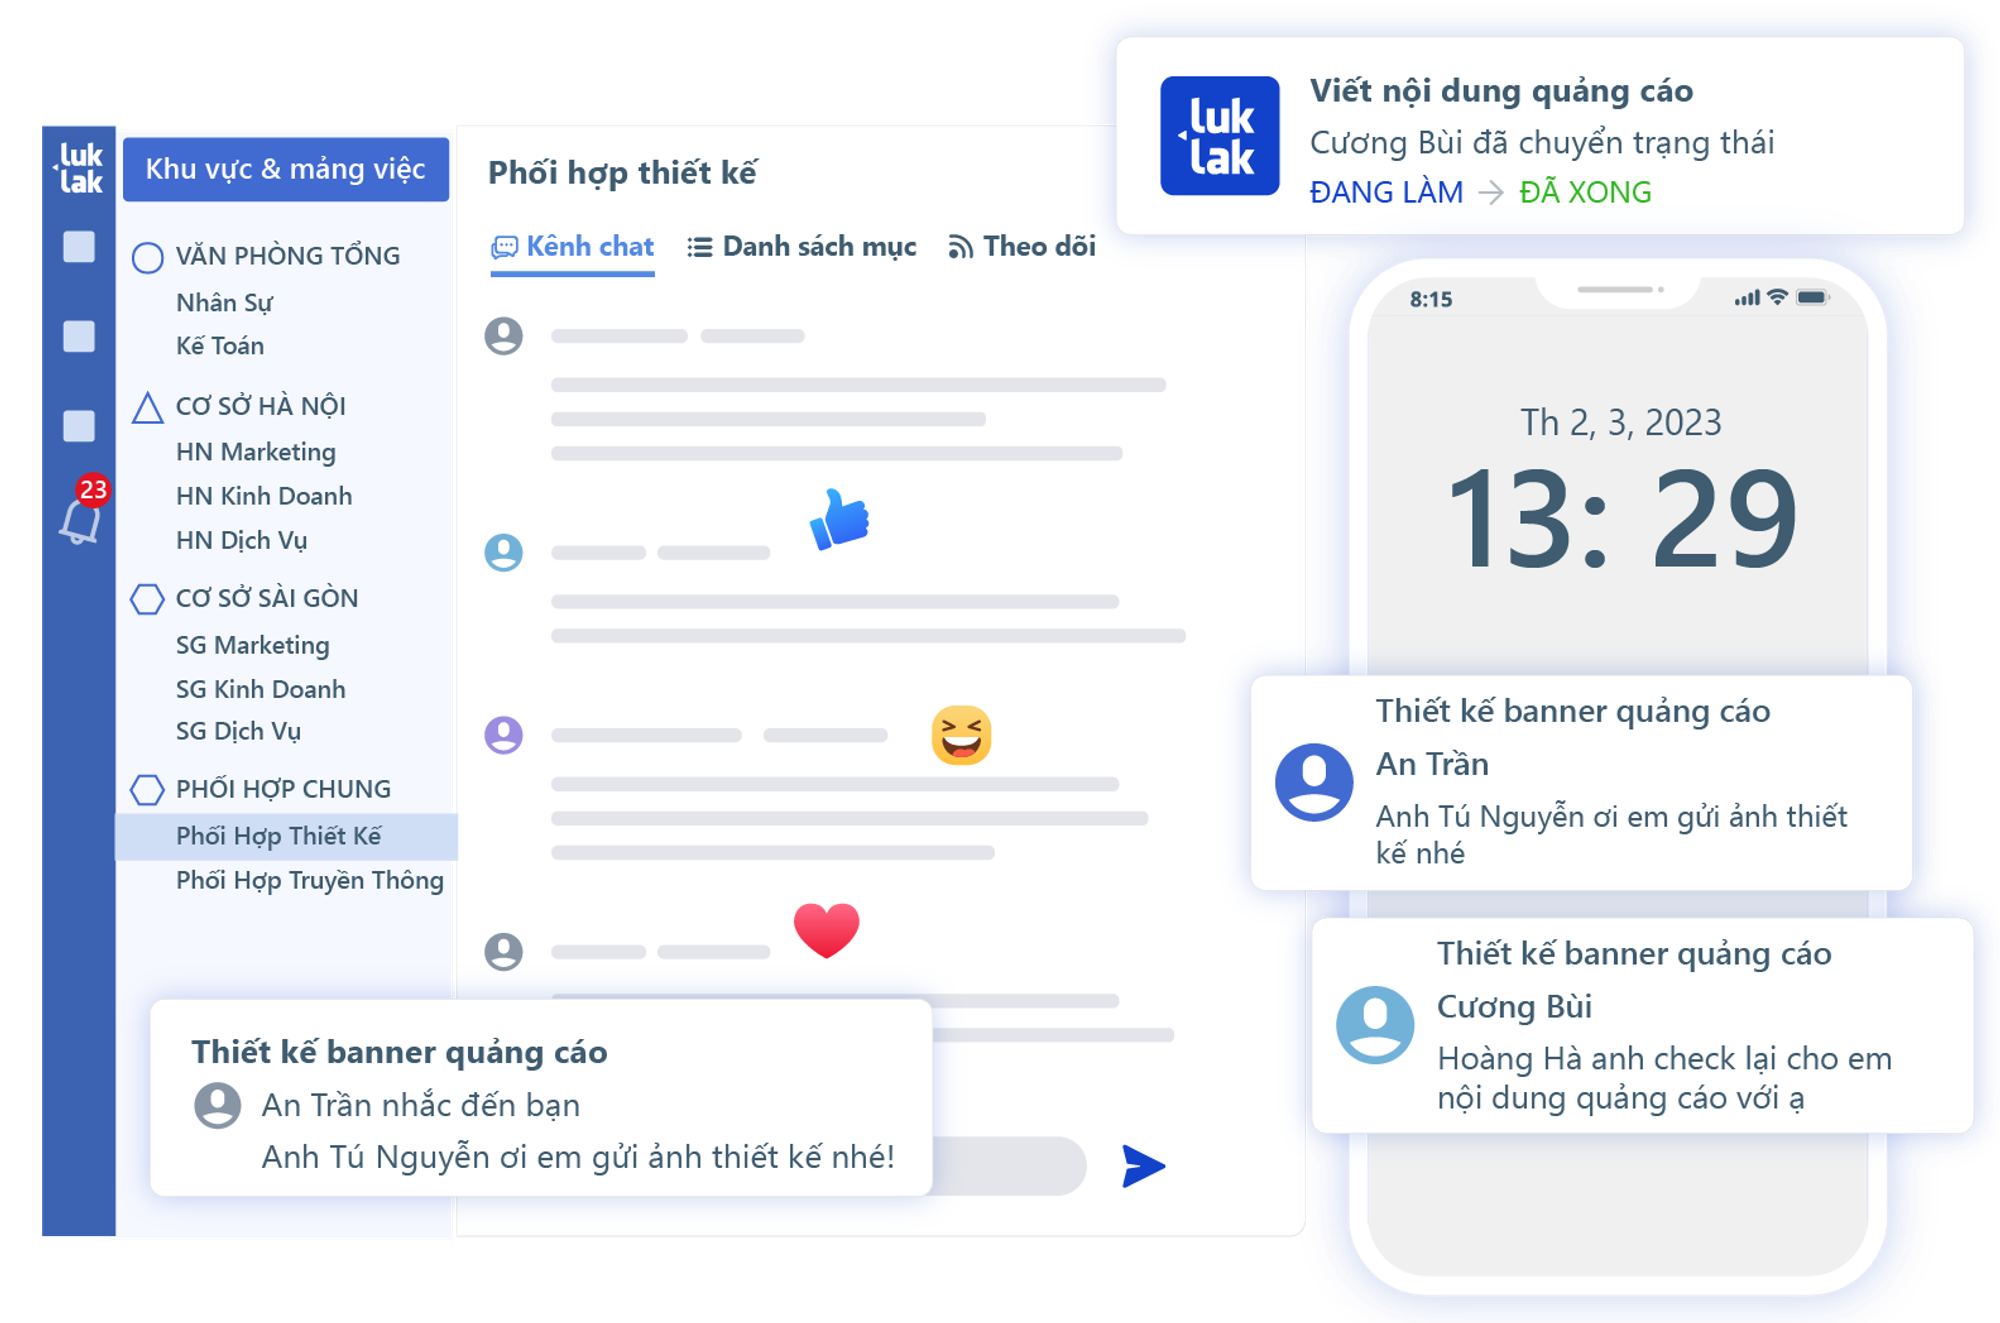 luk
lak
23
Khu vực & mảng việc
VĂN PHÒNG TỔNG
Nhân Sự
Kế Toán
CƠ SỞ HÀ NỘI
HN Marketing
HN Kinh Doanh
HN Dịch Vụ
CƠ SỞ SÀI GÒN
SG Marketing
SG Kinh Doanh
SG Dịch Vụ
PHỐI HỢP CHUNG
Phối Hợp Thiết Kế
Phối Hợp Truyền Thông
Phối hợp thiết kế
Kênh chat Danh sách mục Theo dõi
Thiết kế banner quảng cáo
An Trần nhắc đến bạn
Anh Tú Nguyễn ơi em gửi ảnh thiết kế nhé!
luk
lak
Viết nội dung quảng cáo
Cương Bùi đã chuyển trạng thái
ĐANG LÀM → ĐÃ XONG
8:15
Th 2, 3, 2023
13: 29
Thiết kế banner quảng cáo
An Trần
Anh Tú Nguyễn ơi em gửi ảnh thiết
kế nhé
Thiết kế banner quảng cáo
Cương Bùi
Hoàng Hà anh check lại cho em
nội dung quảng cáo với ạ